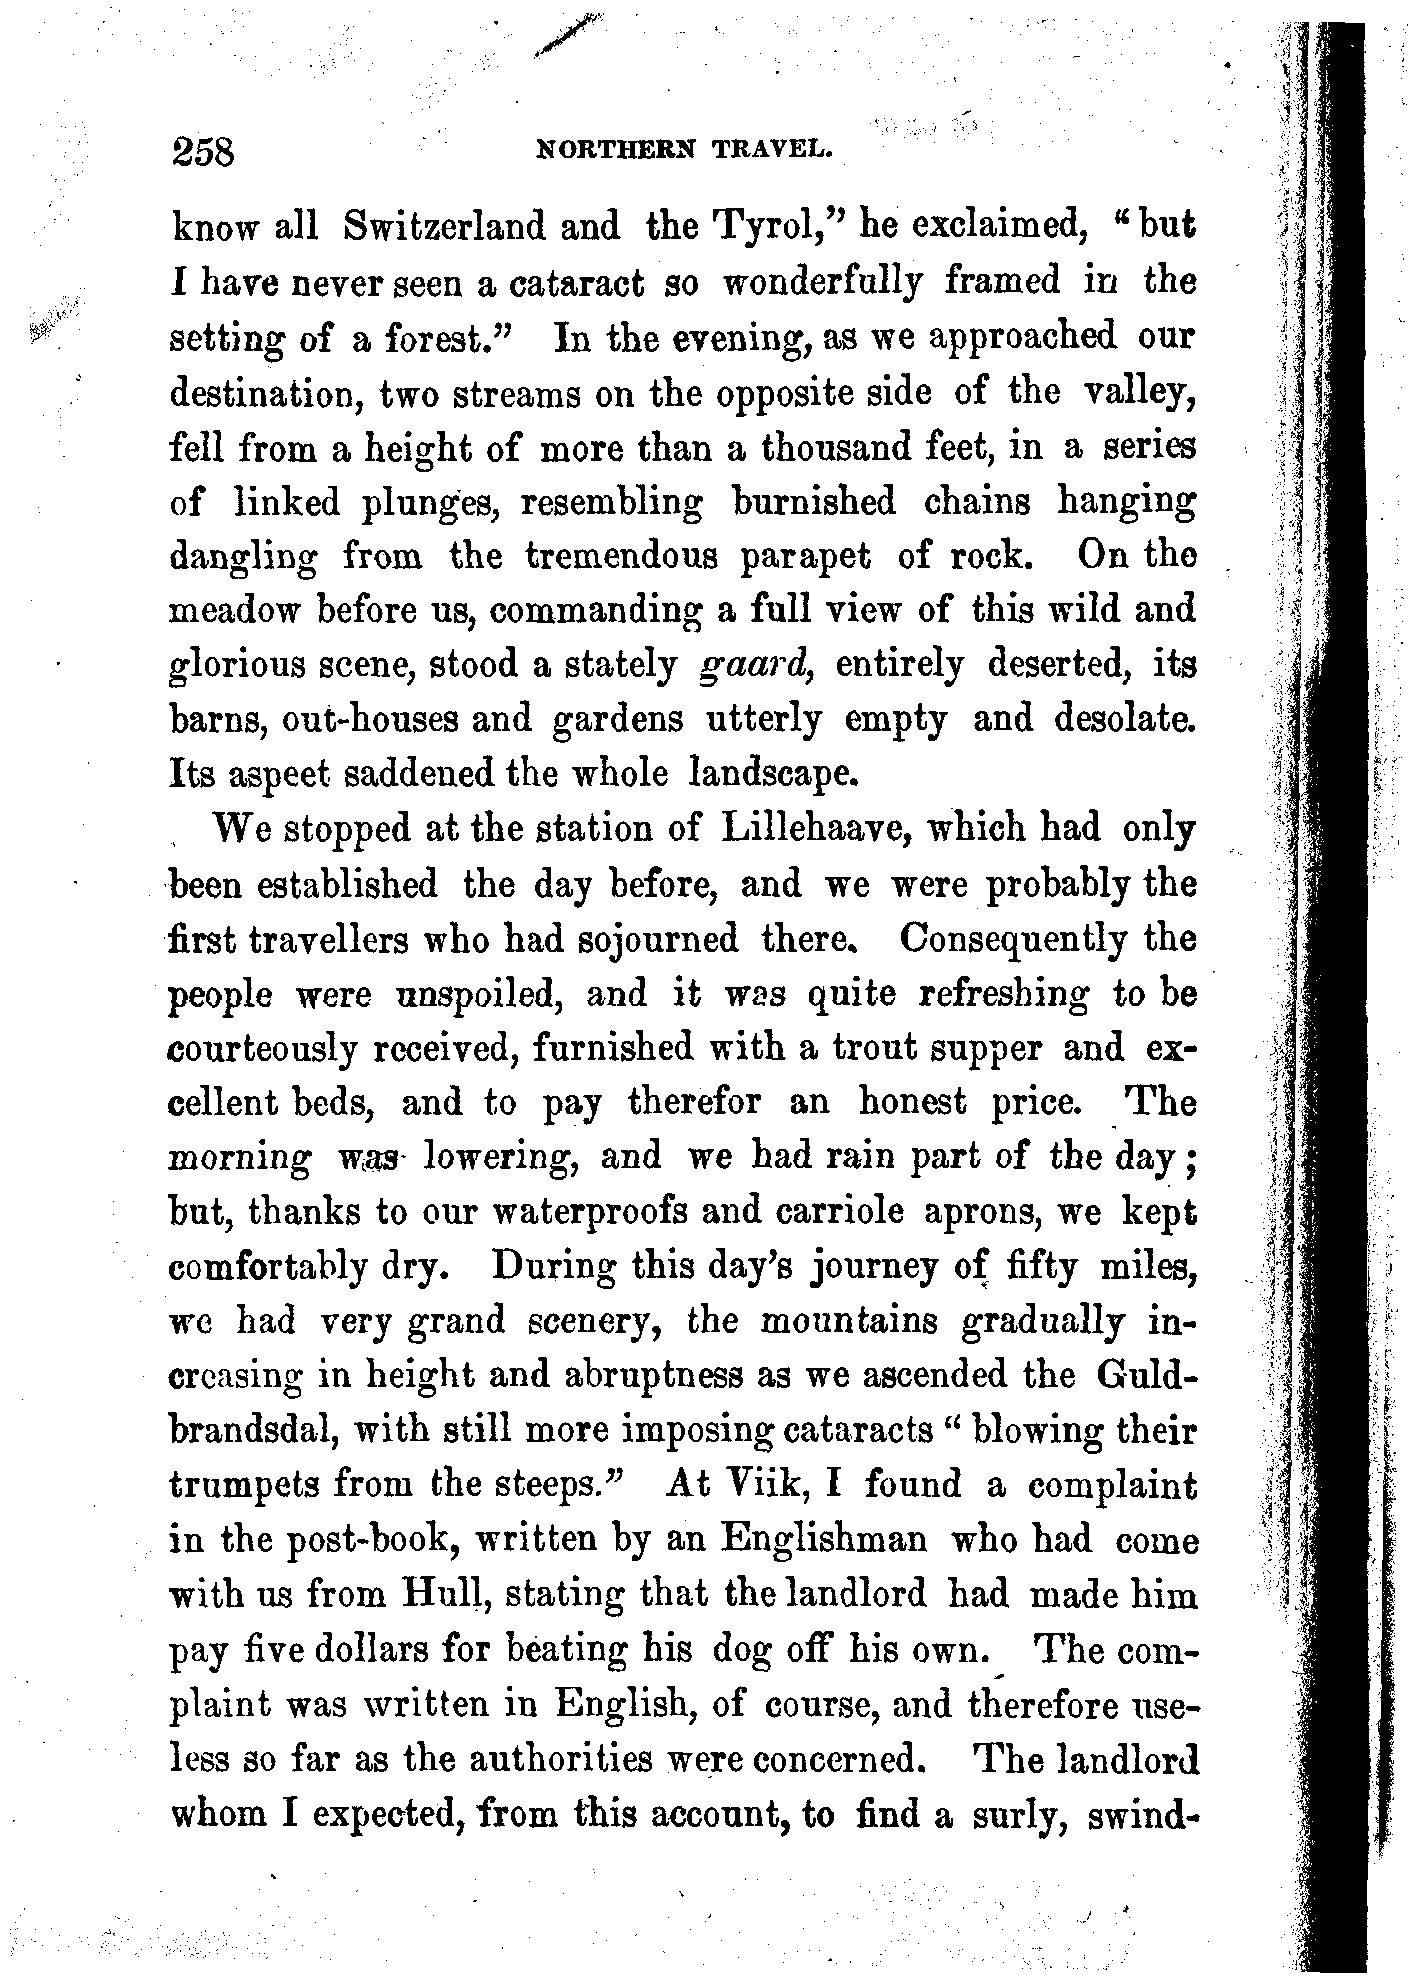 258 NORTHERN TRAVEL.
know all Switzerland and the Tyrol,” he exclaimed, “but
I have never seen a cataract so wonderfully framed in the
setting of a forest.” In the evening, as we approached our
destination, two streams on the opposite side of the valley,
fell from a height of more than a thousand feet, in a series
of linked plunges, resembling burnished chains hanging
dangling from the tremendous parapet of rock. On the
meadow before us, commanding a full view of this wild and
glorious scene, stood a stately gaard, entirely deserted, its
barns, out-houses and gardens utterly empty and desolate.
Its aspeet saddened the whole landscape.
We stopped at the station of Lillehaave, which had only
been established the day before, and we were probably the
first travellers who had sojourned there. Consequently the
people were unspoiled, and it was quite refreshing to be
courteously received, furnished with a trout supper and ex-
cellent beds, and to pay therefor an honest price. The
morning was lowering, and we had rain part of the day;
but, thanks to our waterproofs and carriole aprons, we kept
comfortably dry. During this day’s journey of fifty miles,
we had very grand scenery, the mountains gradually in-
creasing in height and abruptness as we ascended the Guld-
brandsdal, with still more imposing cataracts “blowing their
trumpets from the steeps.” At Viik, I found a complaint
in the post-book, written by an Englishman who had come
with us from Hull, stating that the landlord had made him
pay five dollars for beating his dog off his own. The com-
plaint was written in English, of course, and therefore use-
less so far as the authorities were concerned. The landlord
whom I expected, from this account, to find a surly, swind-